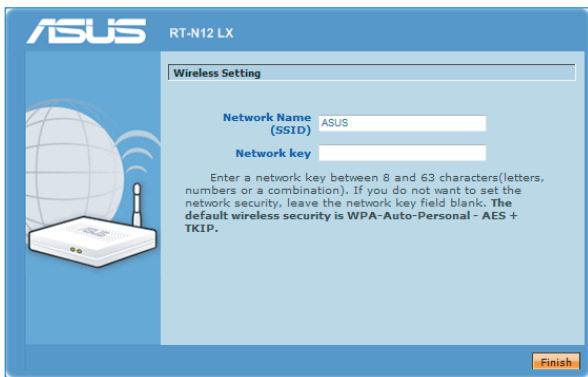 ASUS
RT-N12 LX
Wireless Setting
Network Name
(SSID)
ASUS
Network key
Enter a network key between 8 and 63 characters(letters,
numbers or a combination). If you do not want to set the
network security, leave the network key field blank. The
default wireless security is WPA-Auto-Personal - AES +
TKIP.
ASUS
Finish